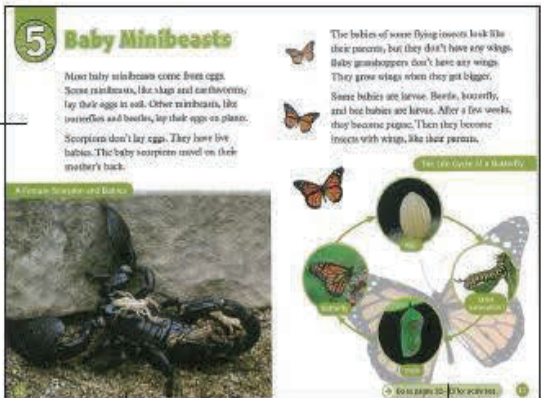 5 Baby Minibeasts
Most baby minibeasts come from eggs.
Some minibeasts, like slugs and earthworms,
lay their eggs in soil. Other minibeasts, like
butterflies and beetles, lay their eggs on plants.
Scorpions don't lay eggs. They have live
babies. The baby scorpions travel on their
mother's back.
A Female Scorpion and Babies
The babies of some flying insects look like
their parents, but they don't have any wings.
Baby grasshoppers don't have any wings.
They grow wings when they get bigger.
Some babies are larvae. Beetle, butterfly,
and bee babies are larvae. After a few weeks,
they become pupae. Then they become
insects with wings, like their parents.
The Life Cycle of a Butterfly
Butterfly
Go to pages for activities.